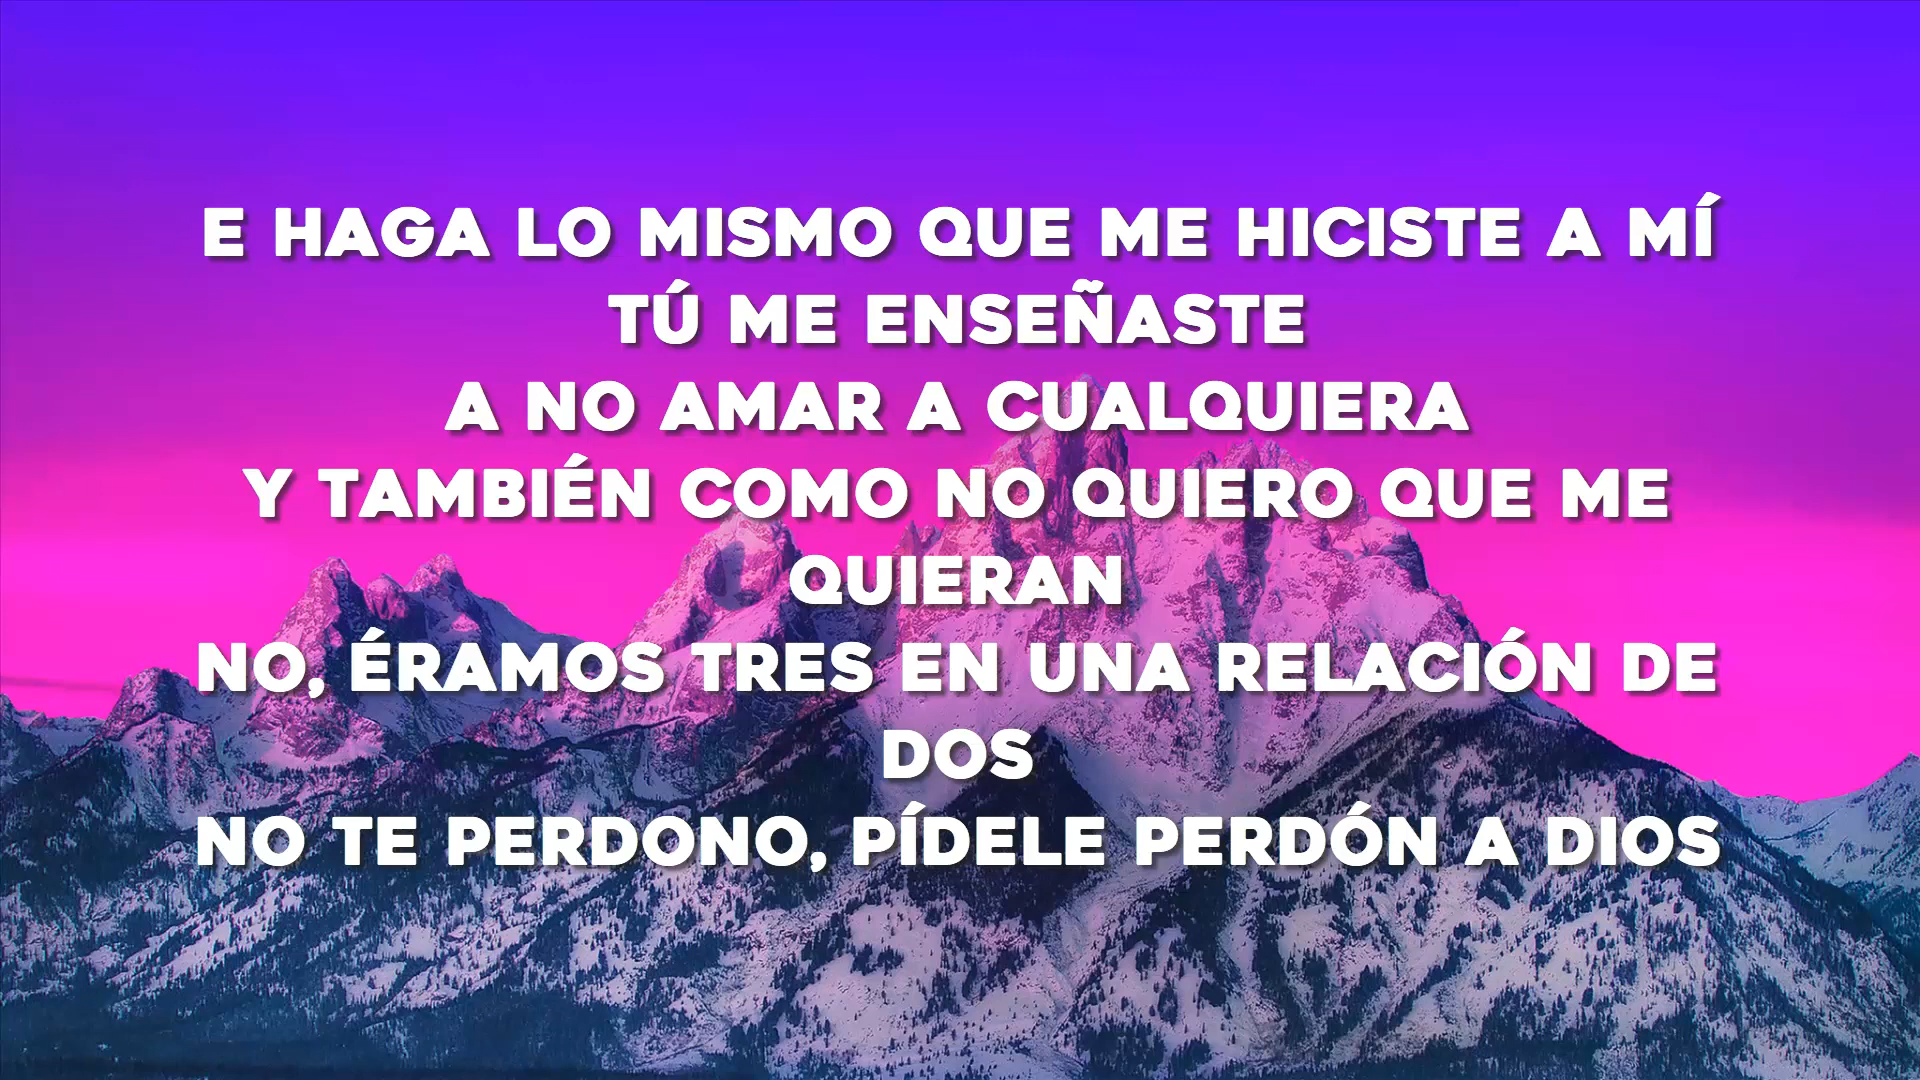 E HAGA LO MISMO QUE ME HICISTE A MÍ
TÚ ME ENSEÑASTE
A NO AMAR A CUALQUIERA
Y TAMBIÉN COMO NO QUIERO QUE ME
QUIERAN
NO, ÉRAMOS TRES EN UNA RELACIÓN DE
DOS
NO TE PERDONO, PÍDELE PERDÓN A DIOS